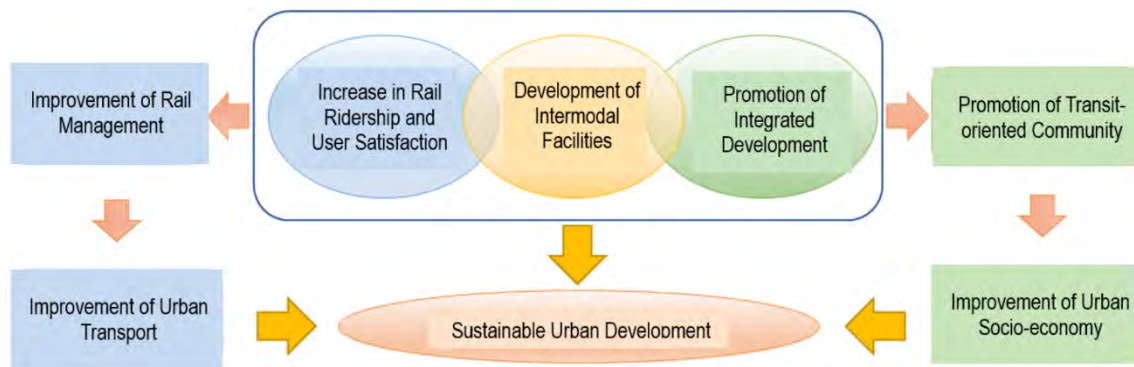 Improvement of Rail
Management
Increase in Rail
Ridership and
User Satisfaction
Development of
Intermodal
Facilities
Promotion of
Integrated
Development
Promotion of Transit-
oriented Community
Improvement of Urban
Transport
Sustainable Urban Development
Improvement of Urban
Socio-economy